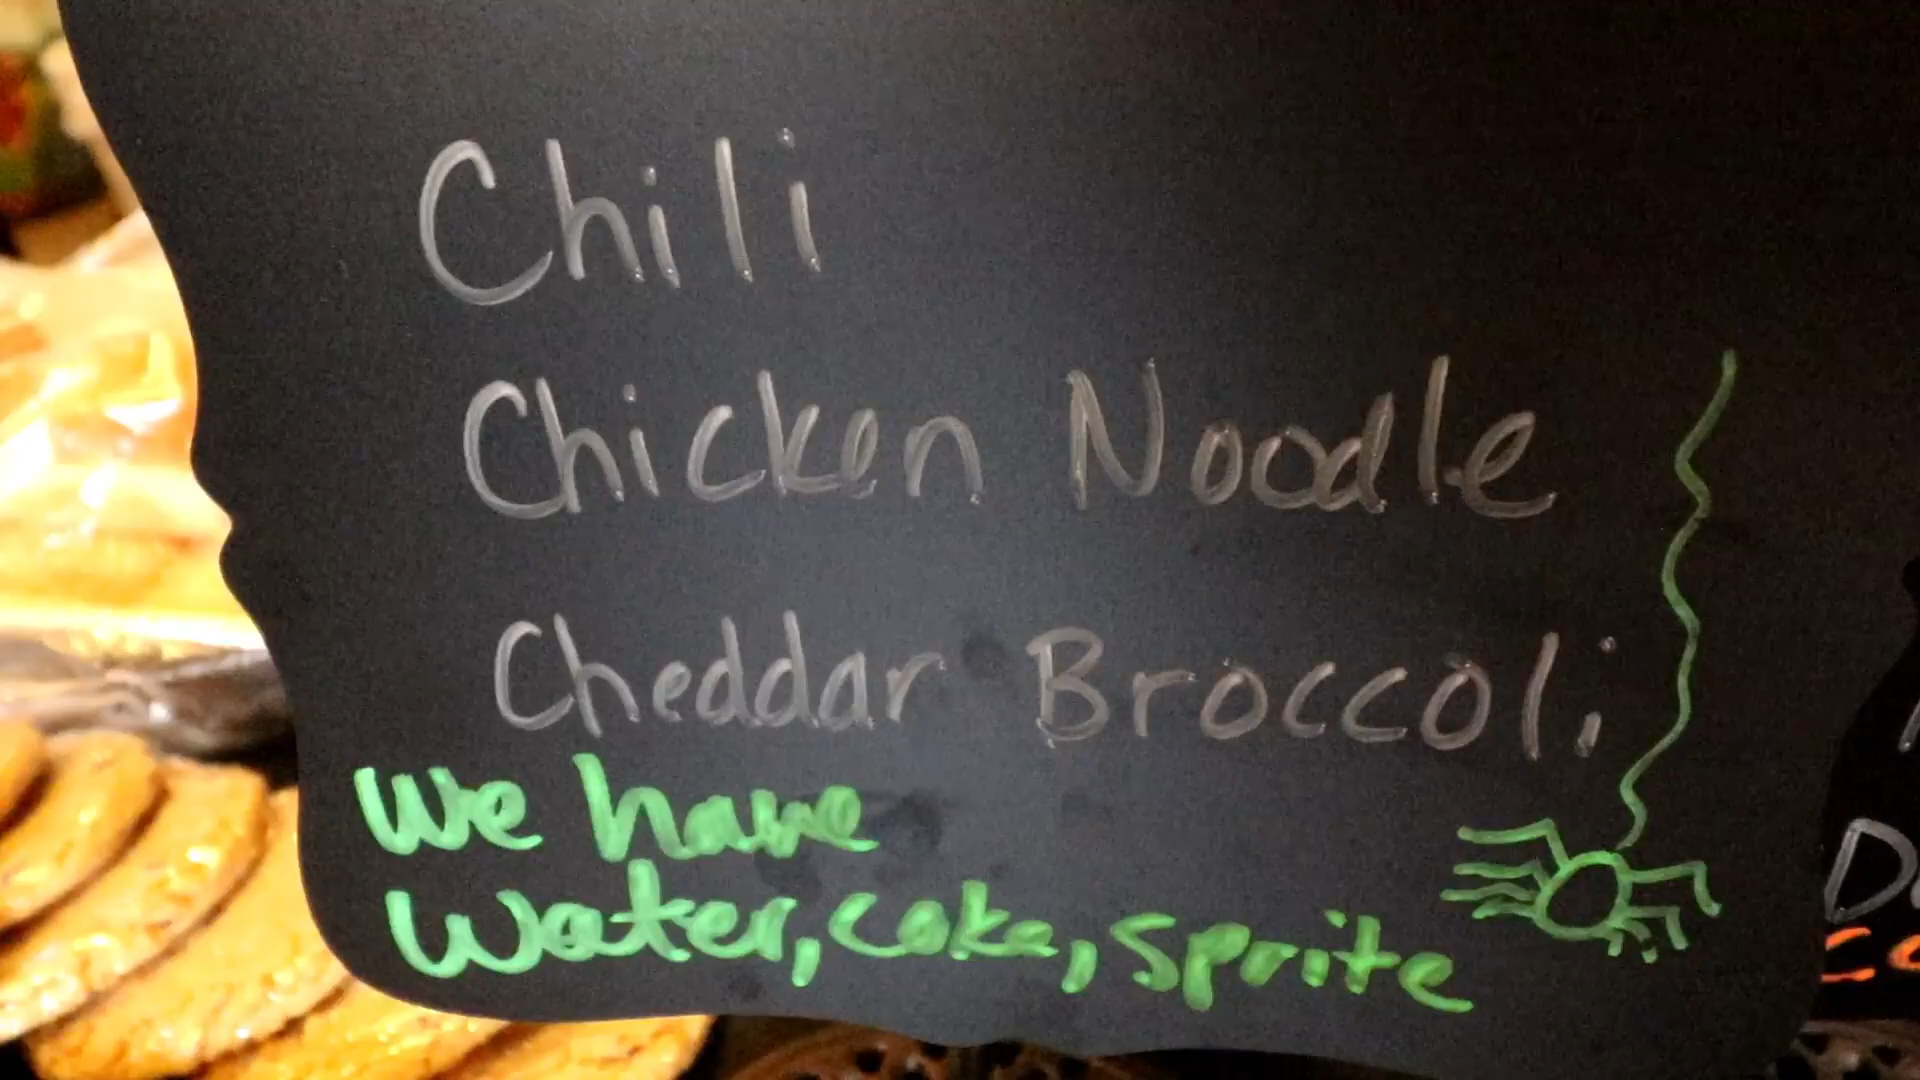 Chili
Chicken Noodle
Cheddar Broccoli
We have
Water, Coke, Sprite